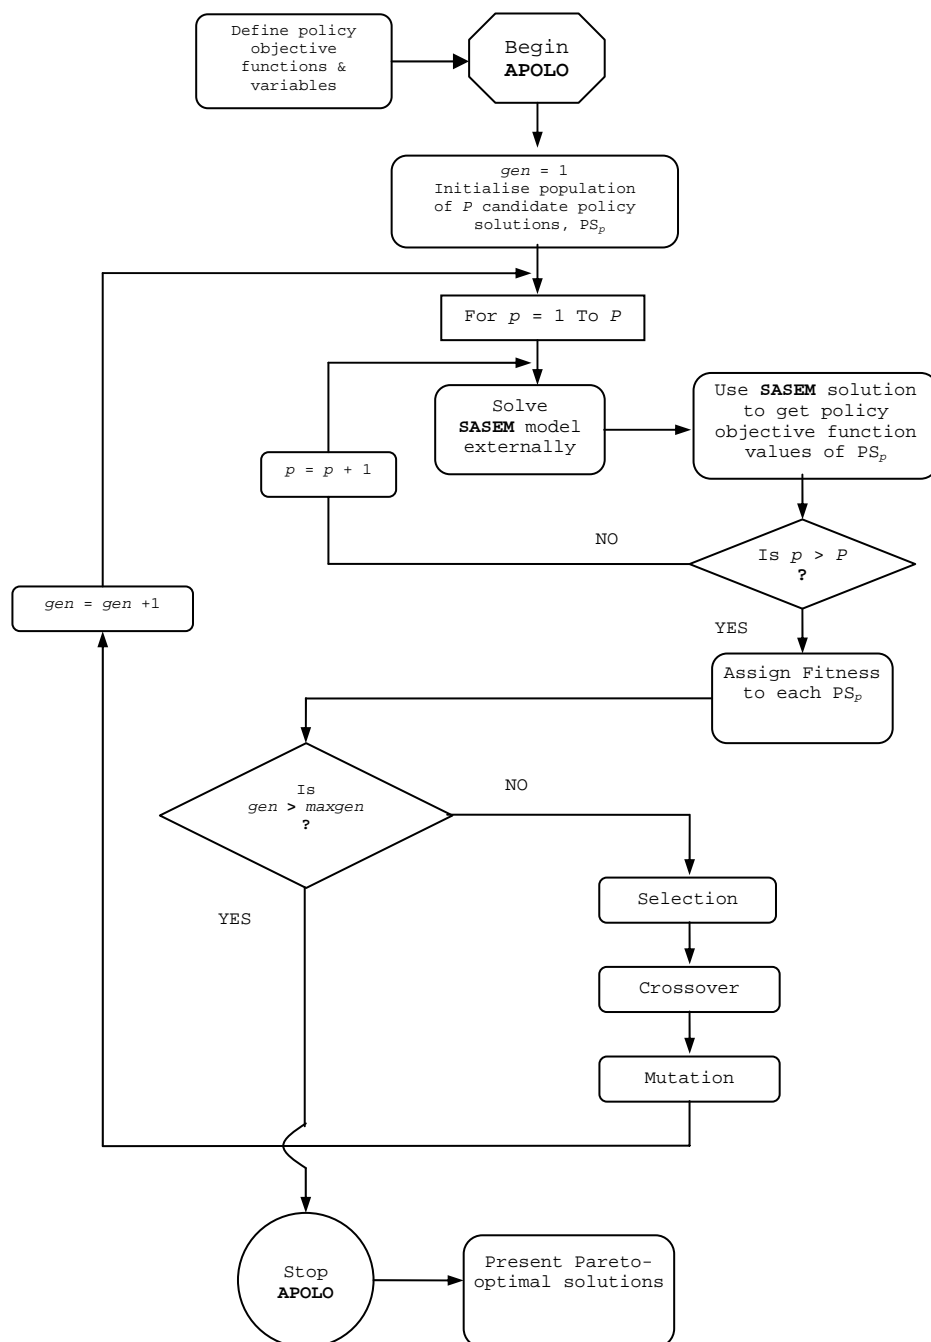 Define policy
objective
functions &
variables
Begin
APOLO
gen = 1
Initialise population
of P candidate policy
solutions, PSp
For p = 1 To P
Solve
SASEM model
externally
Use SASEM solution
to get policy
objective function
values of PSp
p = p + 1
NO
Is p > P
?
gen = gen +1
YES
Assign Fitness
to each PSp
Is
gen > maxgen
?
NO
YES
Selection
Crossover
Mutation
Stop
APOLO
Present Pareto-
optimal solutions